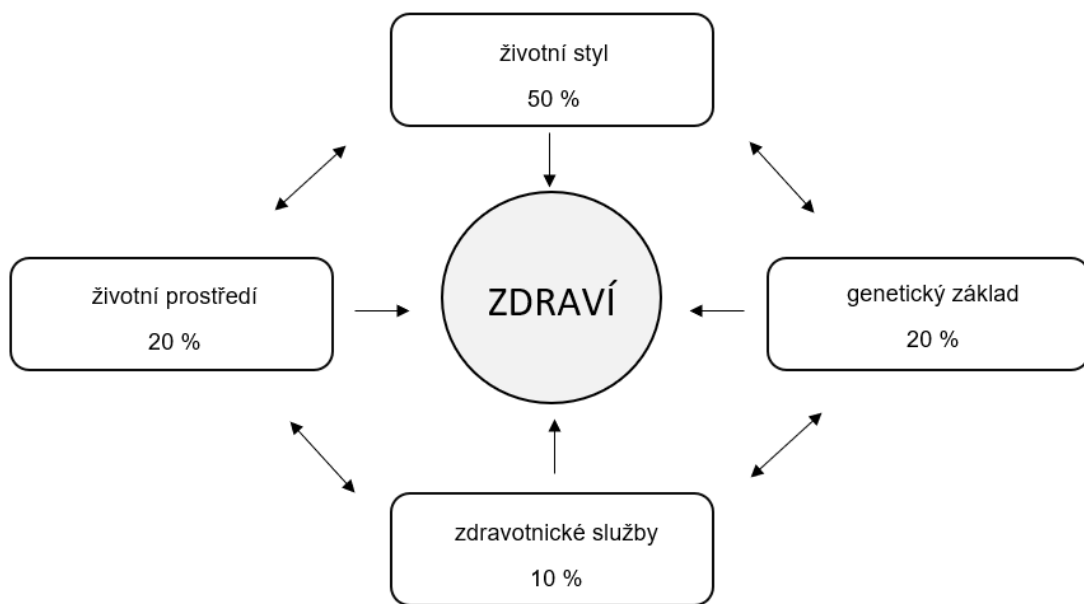 životní styl
50 %
životní prostředí
20 %
ZDRAVÍ
genetický základ
20 %
zdravotnické služby
10 %